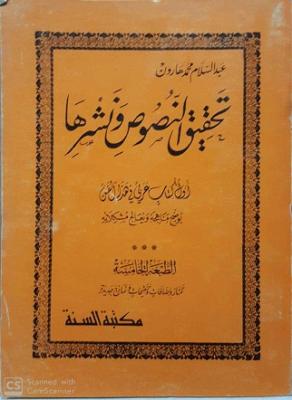 عبد السلام محمد هارون
تحقيق النصوص ونشرها
أول كتاب عربي في هذا الفن
يوضح مناهجه ويعالج مشكلاته
***
الطبعة الخامسة
مكتبة السنة
CS Scanned with
CamScanner